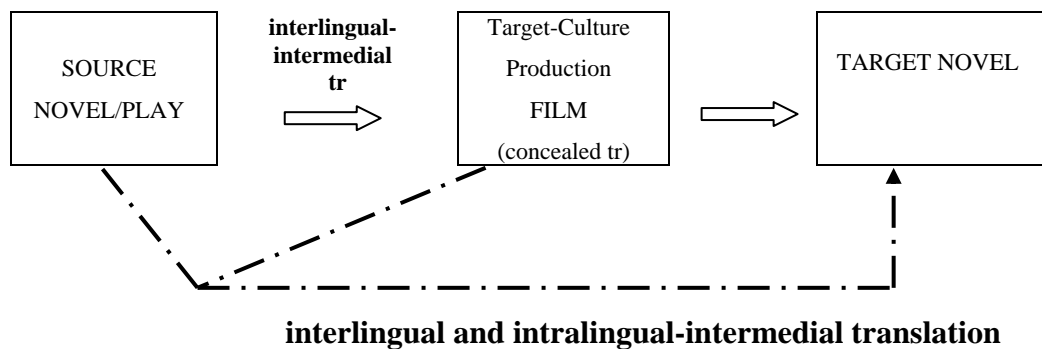 SOURCE
NOVEL/PLAY
interlingual-
intermedial
tr
Target-Culture
Production
FILM
(concealed tr)
TARGET NOVEL
interlingual and intralingual-intermedial translation